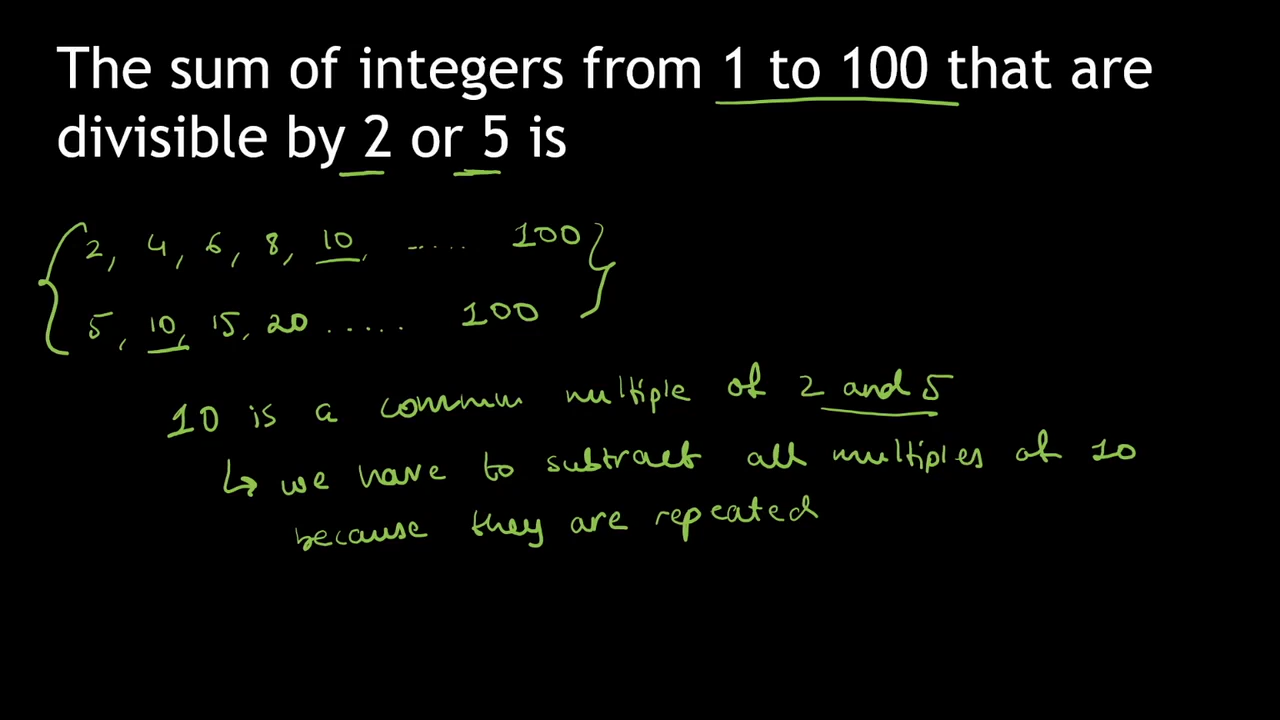 The sum of integers from 1 to 100 that are
divisible by 2 or 5 is
2, 4, 6, 8, 10, ..... 100
5, 10, 15, 20 ..... 100
10 is a common multiple of 2 and 5
↳ we have to subtract all multiples of 10
because they are repeated